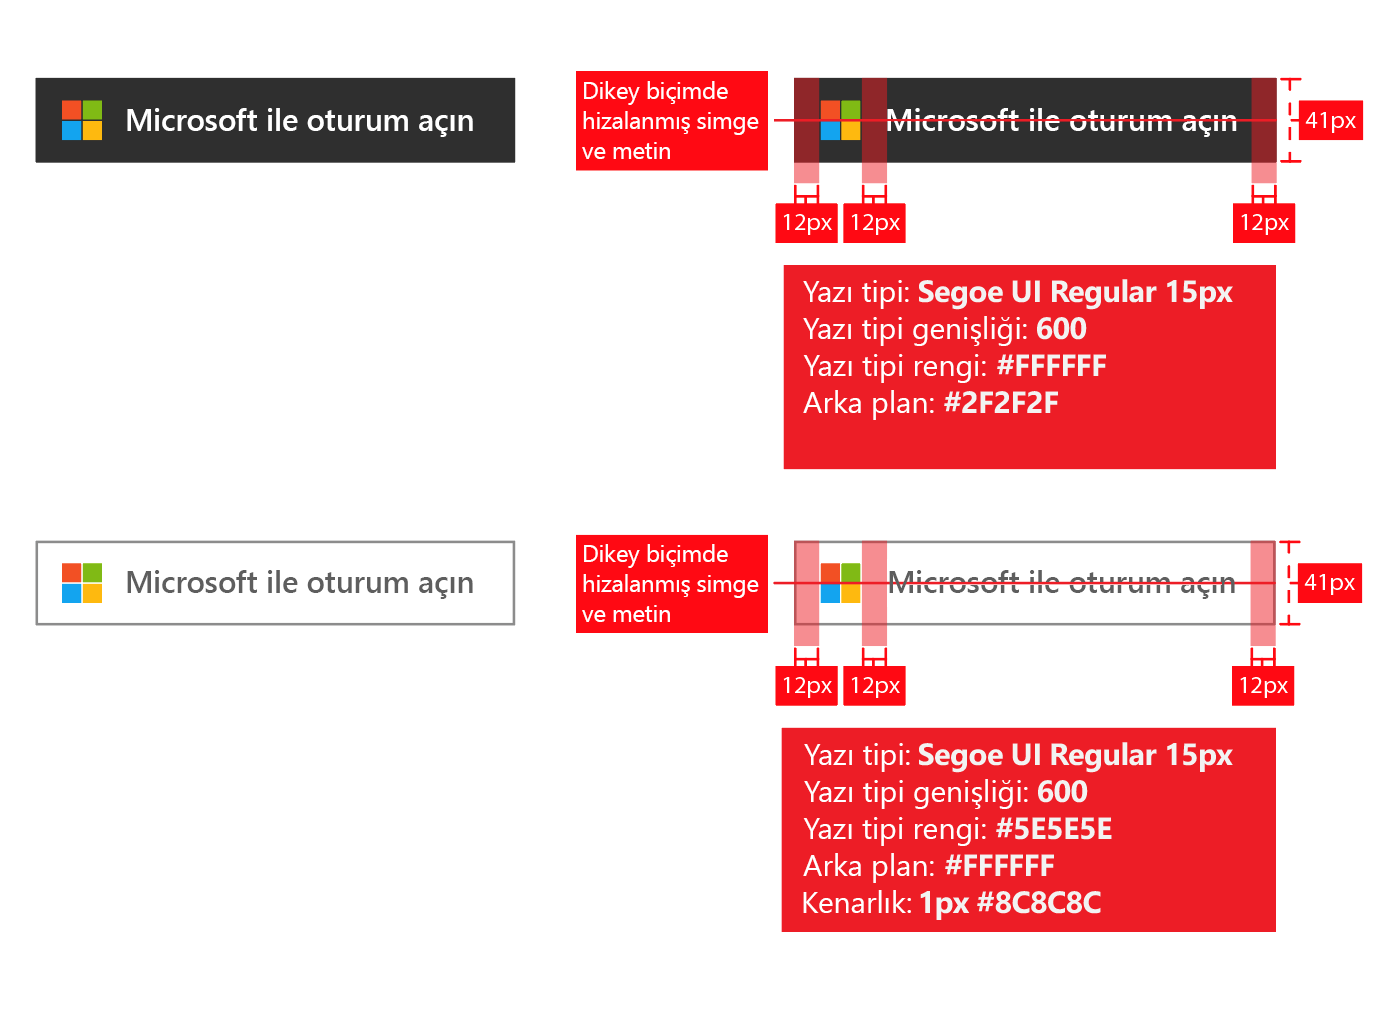 Microsoft ile oturum açın
Dikey biçimde
hizalanmış simge
ve metin
Microsoft ile oturum açın
41px
12px
12px
12px
Yazı tipi: Segoe UI Regular 15px
Yazı tipi genişliği: 600
Yazı tipi rengi: #FFFFFF
Arka plan: #2F2F2F
Microsoft ile oturum açın
Dikey biçimde
hizalanmış simge
ve metin
Microsoft ile oturum açın
41px
12px
12px
12px
Yazı tipi: Segoe UI Regular 15px
Yazı tipi genişliği: 600
Yazı tipi rengi: #5E5E5E
Arka plan: #FFFFFF
Kenarlık: 1px #8C8C8C